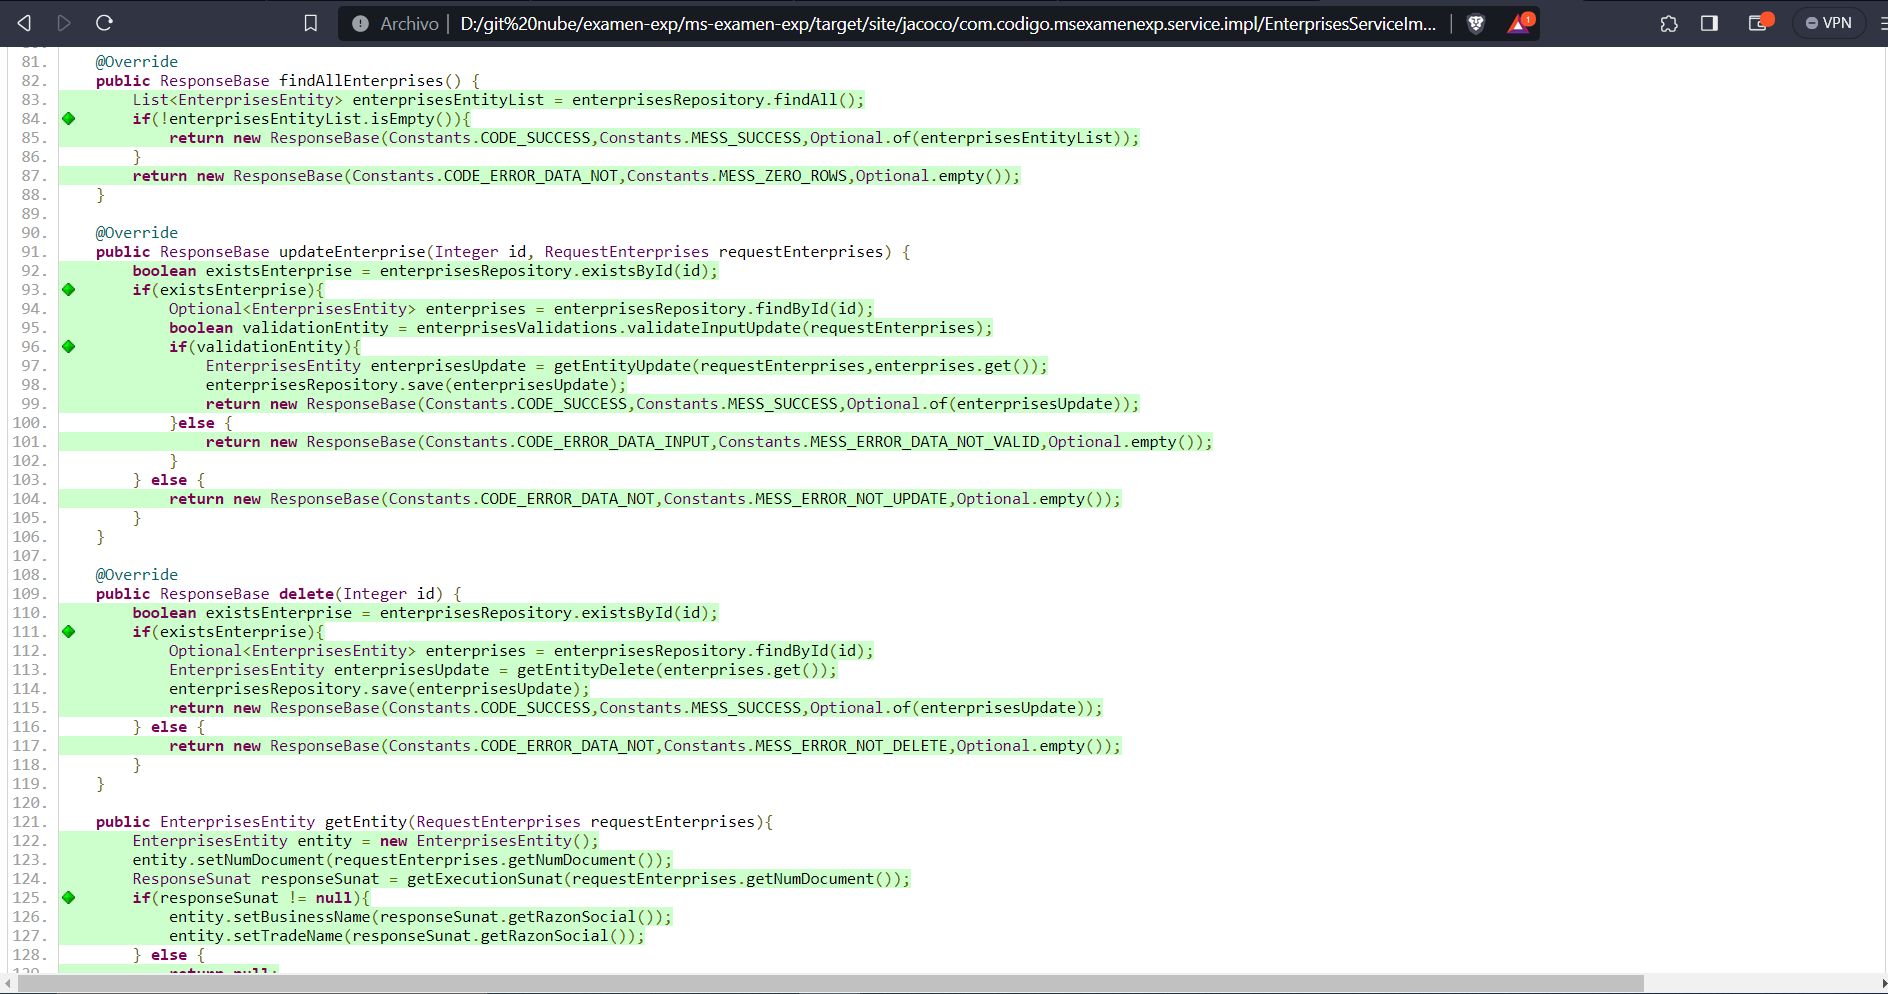 Archivo D:/git%20nube/examen-exp/ms-examen-exp/target/site/jacoco/com.codigo.msexamenexp.service.impl/EnterprisesServiceIm... 1 VPN
81. @Override
82. public ResponseBase findAllEnterprises() {
83. List<EnterprisesEntity> enterprisesEntityList = enterprisesRepository.findAll();
84. if(!enterprisesEntityList.isEmpty()){
85. return new ResponseBase(Constants.CODE_SUCCESS,Constants.MESS_SUCCESS,Optional.of(enterprisesEntityList));
86. }
87. return new ResponseBase(Constants.CODE_ERROR_DATA_NOT,Constants.MESS_ZERO_ROWS,Optional.empty());
88. }
89.
90. @Override
91. public ResponseBase updateEnterprise(Integer id, RequestEnterprises requestEnterprises) {
92. boolean existsEnterprise = enterprisesRepository.existsById(id);
93. if(existsEnterprise){
94. Optional<EnterprisesEntity> enterprises = enterprisesRepository.findById(id);
95. boolean validationEntity = enterprisesValidations.validateInputUpdate(requestEnterprises);
96. if(validationEntity){
97. EnterprisesEntity enterprisesUpdate = getEntityUpdate(requestEnterprises,enterprises.get());
98. enterprisesRepository.save(enterprisesUpdate);
99. return new ResponseBase(Constants.CODE_SUCCESS,Constants.MESS_SUCCESS,Optional.of(enterprisesUpdate));
100. }else {
101. return new ResponseBase(Constants.CODE_ERROR_DATA_INPUT,Constants.MESS_ERROR_DATA_NOT_VALID,Optional.empty());
102. }
103. } else {
104. return new ResponseBase(Constants.CODE_ERROR_DATA_NOT,Constants.MESS_ERROR_NOT_UPDATE,Optional.empty());
105. }
106. }
107.
108. @Override
109. public ResponseBase delete(Integer id) {
110. boolean existsEnterprise = enterprisesRepository.existsById(id);
111. if(existsEnterprise){
112. Optional<EnterprisesEntity> enterprises = enterprisesRepository.findById(id);
113. EnterprisesEntity enterprisesUpdate = getEntityDelete(enterprises.get());
114. enterprisesRepository.save(enterprisesUpdate);
115. return new ResponseBase(Constants.CODE_SUCCESS,Constants.MESS_SUCCESS,Optional.of(enterprisesUpdate));
116. } else {
117. return new ResponseBase(Constants.CODE_ERROR_DATA_NOT,Constants.MESS_ERROR_NOT_DELETE,Optional.empty());
118. }
119. }
120.
121. public EnterprisesEntity getEntity(RequestEnterprises requestEnterprises){
122. EnterprisesEntity entity = new EnterprisesEntity();
123. entity.setNumDocument(requestEnterprises.getNumDocument());
124. ResponseSunat responseSunat = getExecutionSunat(requestEnterprises.getNumDocument());
125. if(responseSunat != null){
126. entity.setBusinessName(responseSunat.getRazonSocial());
127. entity.setTradeName(responseSunat.getRazonSocial());
128. } else {
129. return null;